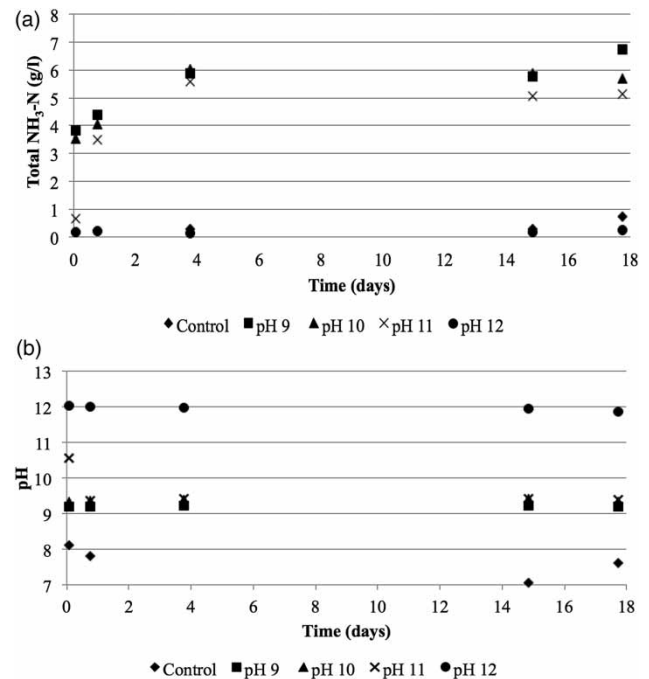 (a)
8
7
6
5
4
3
2
1
0
Total NH₃-N (g/l)
0 2 4 6 8 10 12 14 16 18
Time (days)
◆Control ■pH 9 ▲pH 10 ×pH 11 ●pH 12
(b)
13
12
11
10
9
8
7
pH
0 2 4 6 8 10 12 14 16 18
Time (days)
◆Control ■pH 9 ▲pH 10 ×pH 11 ●pH 12